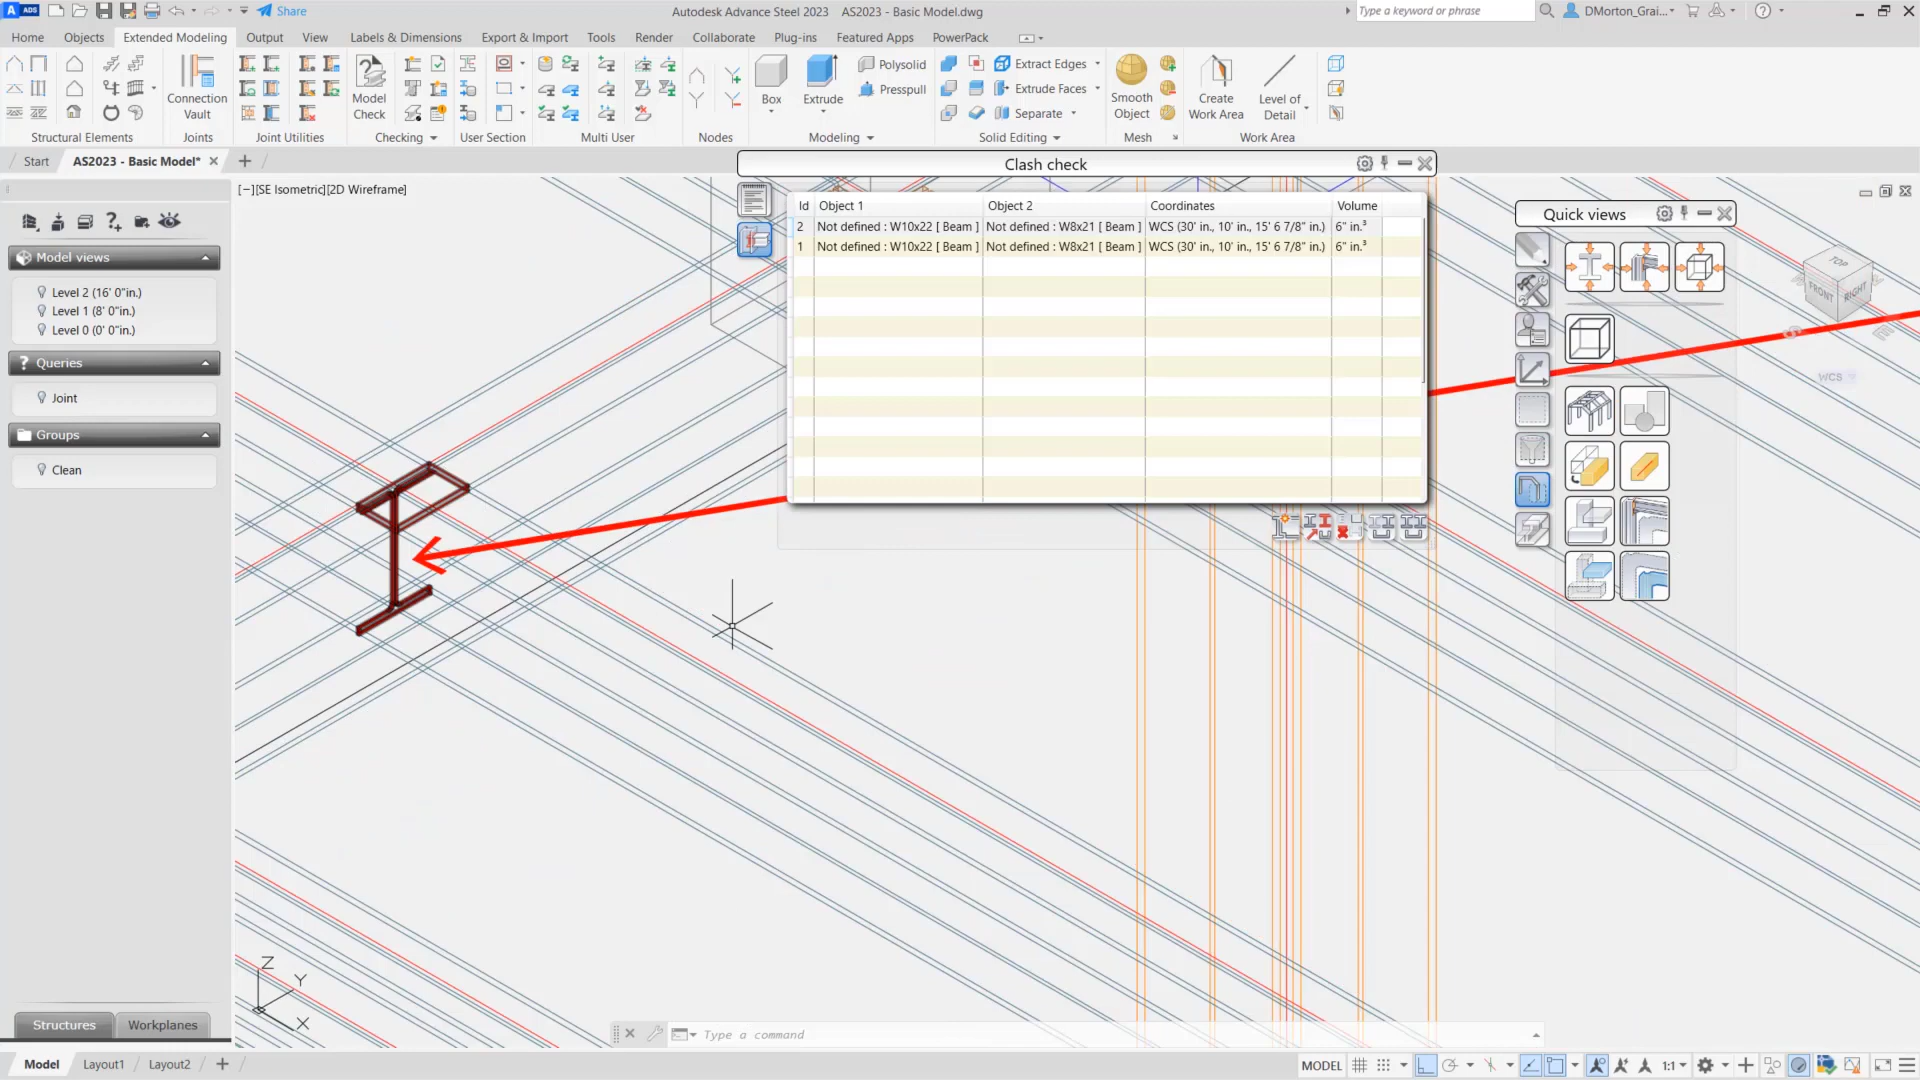 A ADS
Share
Autodesk Advance Steel 2023 AS2023 - Basic Model.dwg
Type a keyword or phrase
DMorton_Grai...
Home Objects Extended Modeling Output View Labels & Dimensions Export & Import Tools Render Collaborate Plug-ins Featured Apps PowerPack
Connection Vault
Model Check
Box
Extrude
Polysolid
Presspull
Extract Edges
Extrude Faces
Separate
Smooth Object
Create Work Area
Level of Detail
Structural Elements Joints Joint Utilities Checking User Section Multi User Nodes Modeling Solid Editing Mesh Work Area
Start AS2023 - Basic Model*
[−][SE Isometric][2D Wireframe]
Clash check
Id Object 1 Object 2 Coordinates Volume
2 Not defined : W10x22 [ Beam ] Not defined : W8x21 [ Beam ] WCS (30' in., 10' in., 15' 6 7/8" in.) 6" in.³
1 Not defined : W10x22 [ Beam ] Not defined : W8x21 [ Beam ] WCS (30' in., 10' in., 15' 6 7/8" in.) 6" in.³
Quick views
TOP
FRONT
RIGHT
S
E
WCS
Model views
Level 2 (16' 0"in.)
Level 1 (8' 0"in.)
Level 0 (0' 0"in.)
Queries
Joint
Groups
Clean
Z
Y
X
Structures Workplanes
Type a command
Model Layout1 Layout2
MODEL
1:1